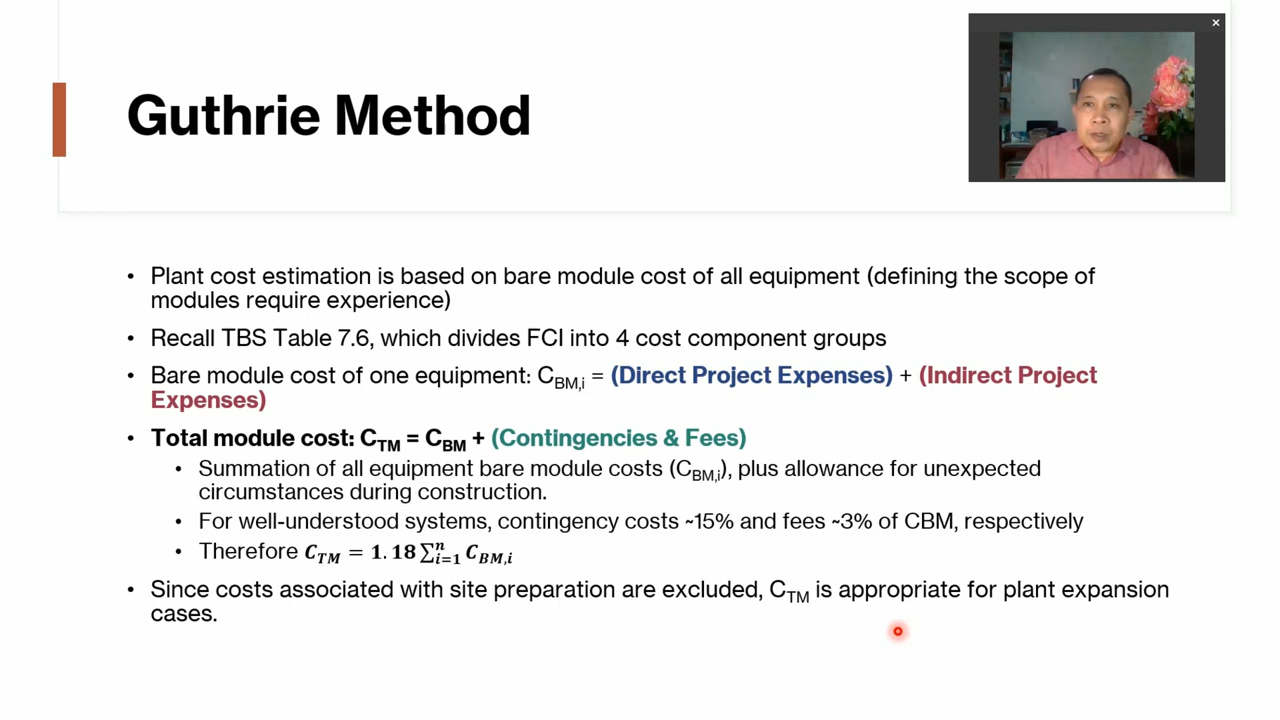 Guthrie Method
• Plant cost estimation is based on bare module cost of all equipment (defining the scope of
modules require experience)
• Recall TBS Table 7.6, which divides FCI into 4 cost component groups
• Bare module cost of one equipment: C_BM,i = (Direct Project Expenses) + (Indirect Project
Expenses)
• Total module cost: C_TM = C_BM + (Contingencies & Fees)
• Summation of all equipment bare module costs (C_BM,i), plus allowance for unexpected
circumstances during construction.
• For well-understood systems, contingency costs ~15% and fees ~3% of CBM, respectively
• Therefore C_TM = 1.18 ∑_{i=1}^{n} C_BM,i
• Since costs associated with site preparation are excluded, C_TM is appropriate for plant expansion
cases.